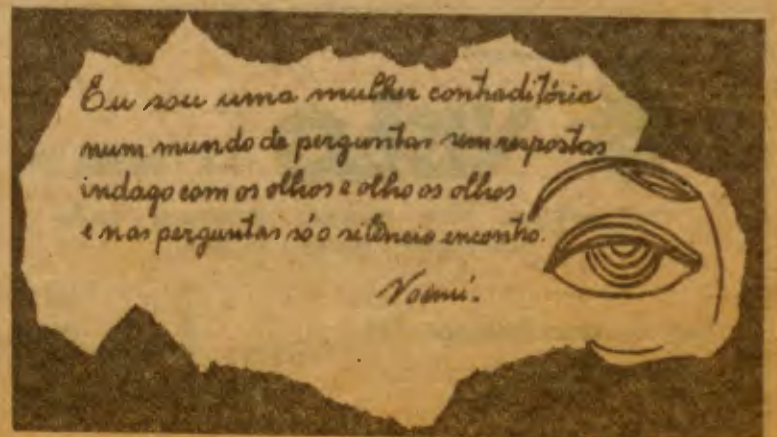 Eu sou uma mulher contraditória
num mundo de perguntas sem respostas
indago com os olhos e olho os olhos
e nas perguntas só o silêncio encontro.
Noemi.